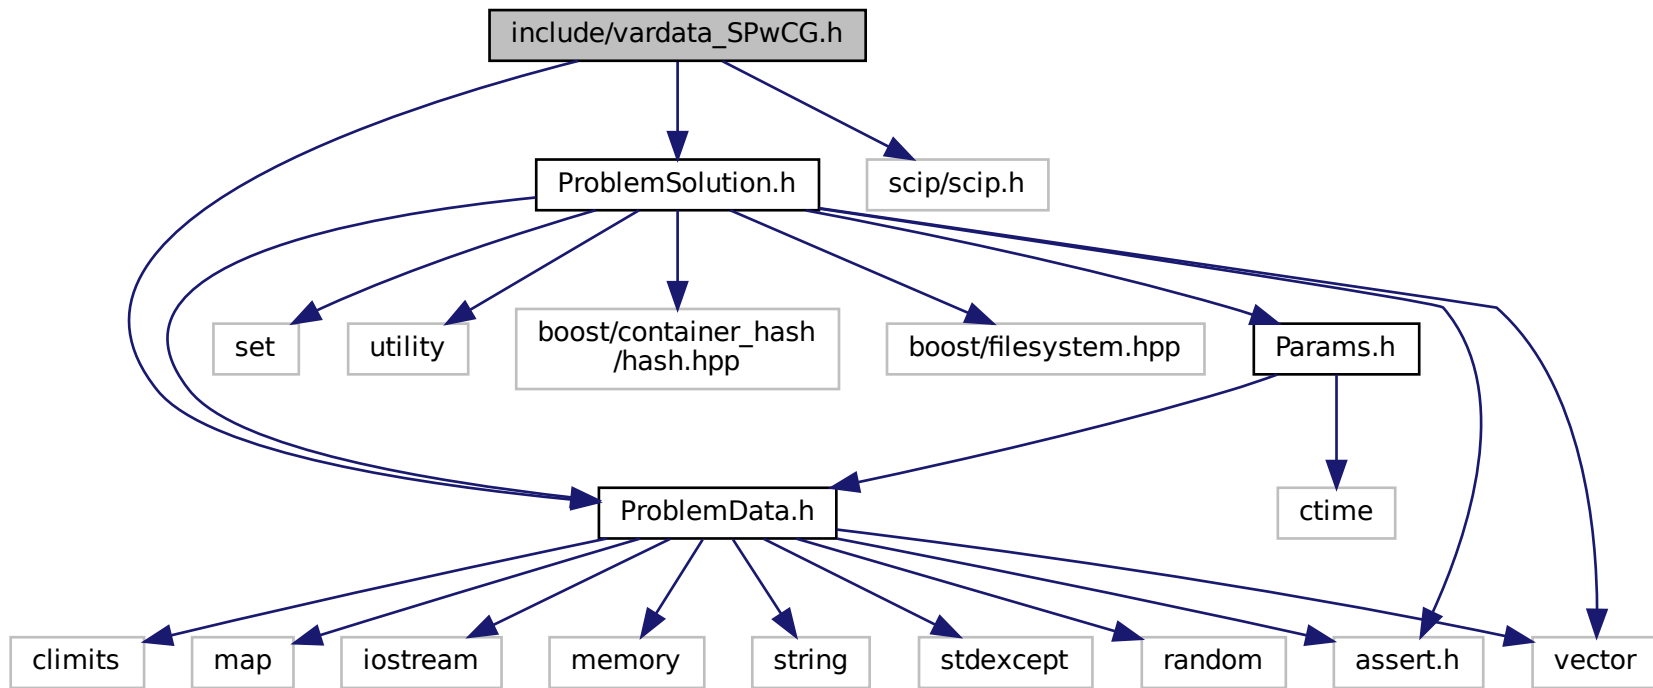 include/vardata_SPwCG.h
ProblemSolution.h
scip/scip.h
set
utility
boost/container_hash
/hash.hpp
boost/filesystem.hpp
Params.h
ProblemData.h
ctime
climits
map
iostream
memory
string
stdexcept
random
assert.h
vector